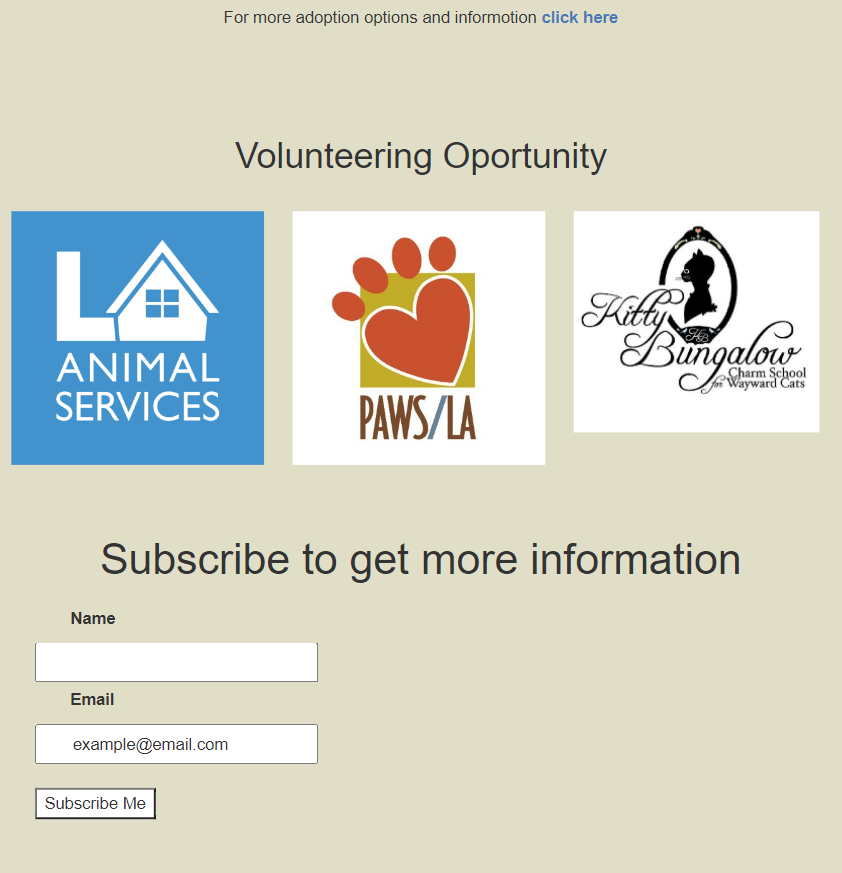 For more adoption options and informotion click here
Volunteering Oportunity
LA
ANIMAL
SERVICES
PAWS/LA
Kitty
KB
Bungalow
Charm School
for Wayward Cats
Subscribe to get more information
Name
Email
example@email.com
Subscribe Me